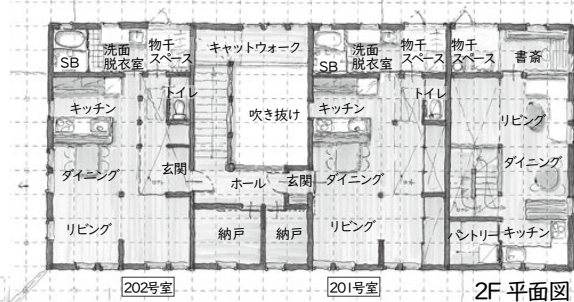 SB
洗面
脱衣室
物干
スペース
キャットウォーク
SB
洗面
脱衣室
物干
スペース
物干
スペース
書斎
キッチン
トイレ
吹き抜け
キッチン
トイレ
リビング
ダイニング
玄関
ホール
玄関
ダイニング
ダイニング
リビング
納戸
納戸
リビング
パントリー
キッチン
202号室
201号室
2F 平面図